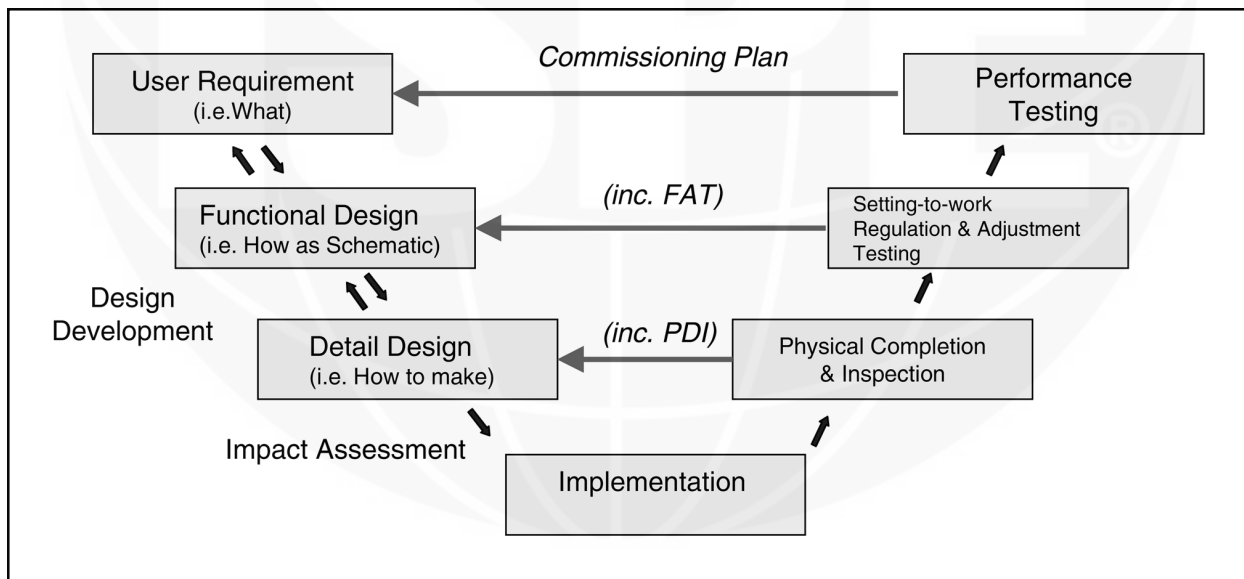 Commissioning Plan
User Requirement
(i.e.What)
Performance
Testing
(inc. FAT)
Functional Design
(i.e. How as Schematic)
Setting-to-work
Regulation & Adjustment
Testing
Design
Development
(inc. PDI)
Detail Design
(i.e. How to make)
Physical Completion
& Inspection
Impact Assessment
Implementation
ISPE
®